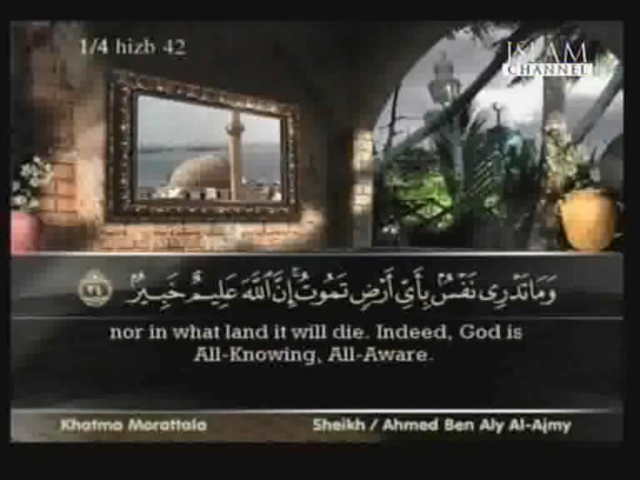 1/4 hizb 42
ISLAM
CHANNEL
وَمَا تَدْرِى نَفْسٌۢ بِأَىِّ أَرْضٍ تَمُوتُ ۚ إِنَّ ٱللَّهَ عَلِيمٌ خَبِيرٌۢ ٣٤
nor in what land it will die. Indeed, God is
All-Knowing, All-Aware.
Khatma Morattala
Sheikh / Ahmed Ben Aly Al-Ajmy